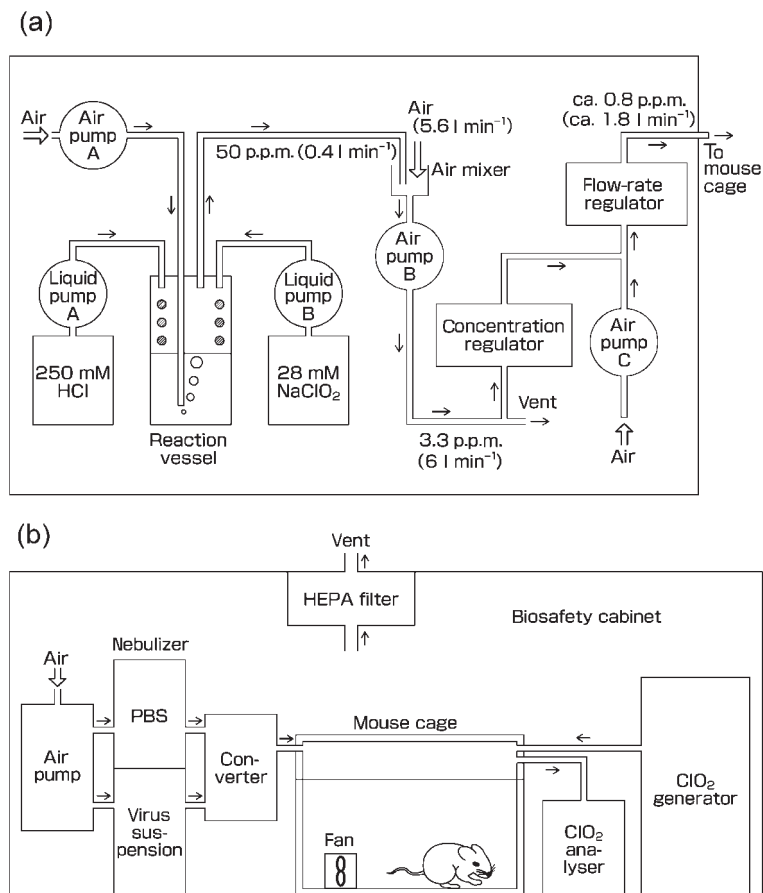 (a)
Air
Air
pump
A
50 p.p.m. (0.4 l min⁻¹)
Air
(5.6 l min⁻¹)
Air mixer
ca. 0.8 p.p.m.
(ca. 1.8 l min⁻¹)
To
mouse
cage
Flow-rate
regulator
Liquid
pump
A
Liquid
pump
B
Air
pump
B
Concentration
regulator
Air
pump
C
250 mM
HCl
28 mM
NaClO₂
Reaction
vessel
Vent
3.3 p.p.m.
(6 l min⁻¹)
Air
(b)
Vent
HEPA filter
Biosafety cabinet
Nebulizer
Air
PBS
Air
pump
Con-
verter
Virus
sus-
pension
Mouse cage
Fan
ClO₂
ana-
lyser
ClO₂
generator